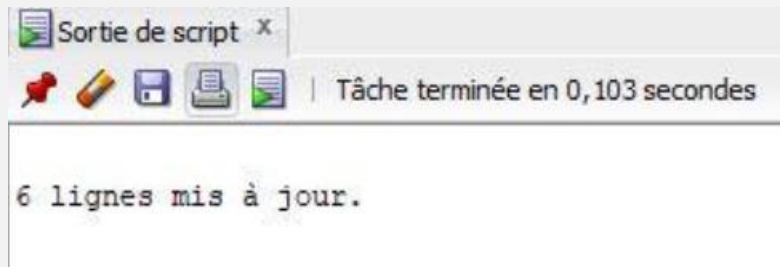 Sortie de script x
Tâche terminée en 0,103 secondes
6 lignes mis à jour.